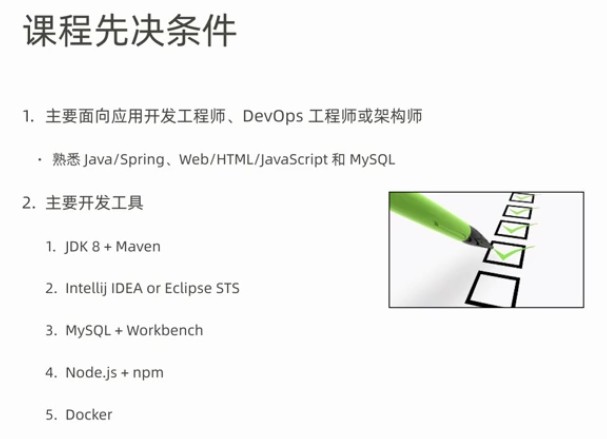 课程先决条件
1. 主要面向应用开发工程师、DevOps 工程师或架构师
· 熟悉 Java/Spring、Web/HTML/JavaScript 和 MySQL
2. 主要开发工具
1. JDK 8 + Maven
2. Intellij IDEA or Eclipse STS
3. MySQL + Workbench
4. Node.js + npm
5. Docker